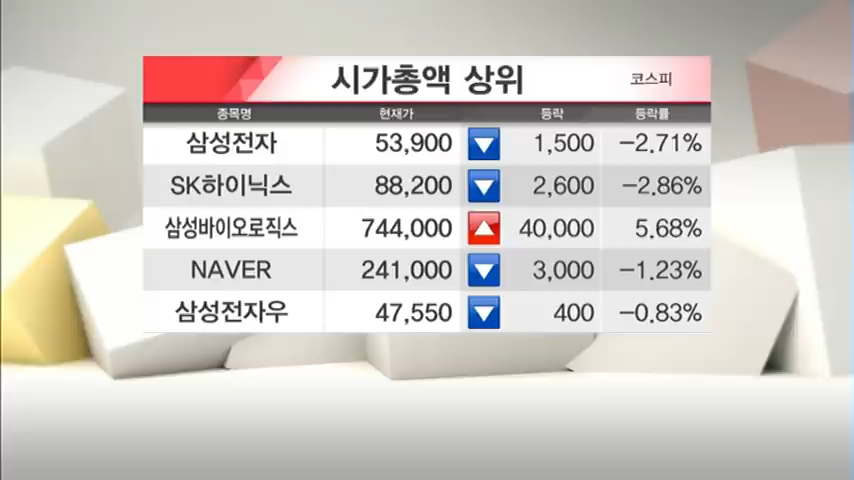 시가총액 상위 코스피
종목명 현재가 등락 등락률
삼성전자 53,900 ▼ 1,500 -2.71%
SK하이닉스 88,200 ▼ 2,600 -2.86%
삼성바이오로직스 744,000 ▲ 40,000 5.68%
NAVER 241,000 ▼ 3,000 -1.23%
삼성전자우 47,550 ▼ 400 -0.83%